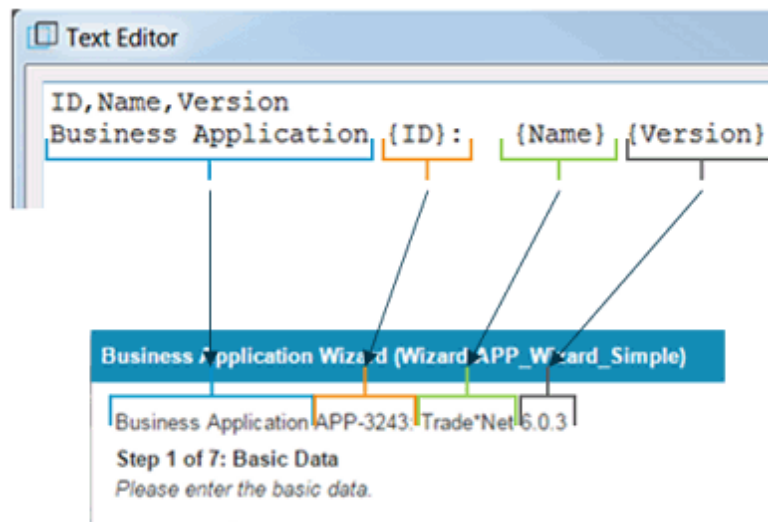 Text Editor
ID,Name,Version
Business Application {ID}: {Name} {Version}
Business Application Wizard (Wizard APP_Wizard_Simple)
Business Application APP-3243: Trade*Net 6.0.3
Step 1 of 7: Basic Data
Please enter the basic data.